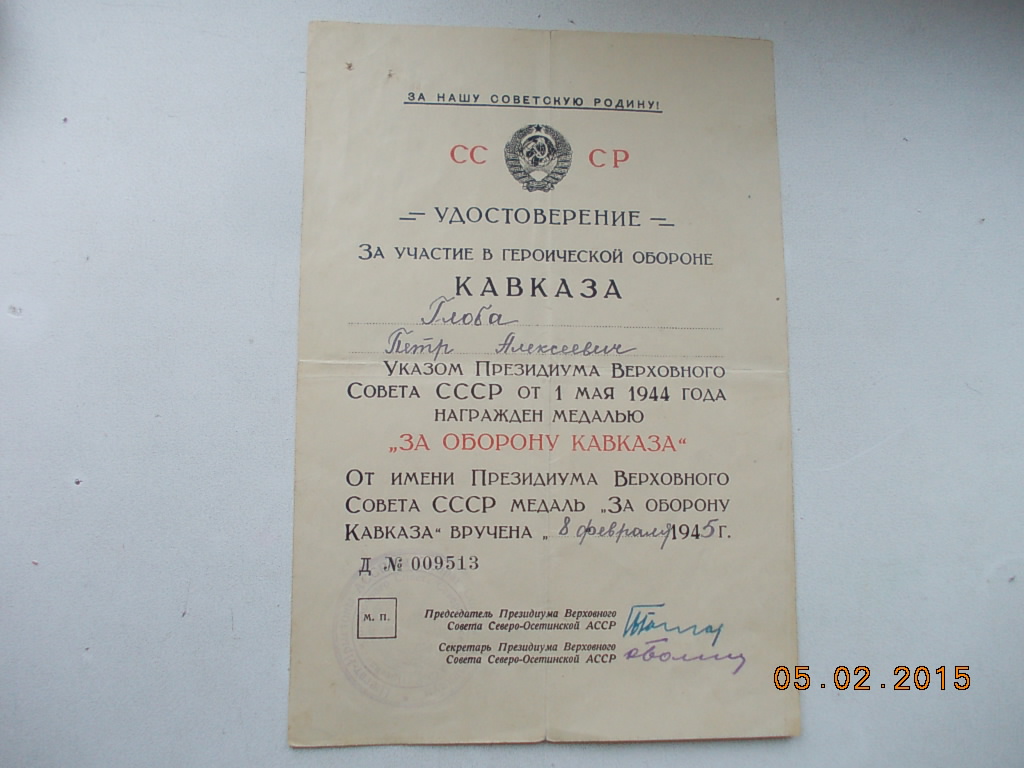 ЗА НАШУ СОВЕТСКУЮ РОДИНУ!
СС СР
УДОСТОВЕРЕНИЕ
ЗА УЧАСТИЕ В ГЕРОИЧЕСКОЙ ОБОРОНЕ
КАВКАЗА
Глоба
Петр Алексеевич
УКАЗОМ ПРЕЗИДИУМА ВЕРХОВНОГО
СОВЕТА СССР ОТ 1 МАЯ 1944 ГОДА
НАГРАЖДЕН МЕДАЛЬЮ
„ЗА ОБОРОНУ КАВКАЗА“
ОТ ИМЕНИ ПРЕЗИДИУМА ВЕРХОВНОГО
СОВЕТА СССР МЕДАЛЬ „ЗА ОБОРОНУ
КАВКАЗА“ ВРУЧЕНА „ 8 февраля 1945 Г.
Д № 009513
М. П.
Председатель Президиума Верховного
Совета Северо-Осетинской АССР
Секретарь Президиума Верховного
Совета Северо-Осетинской АССР
05.02.2015